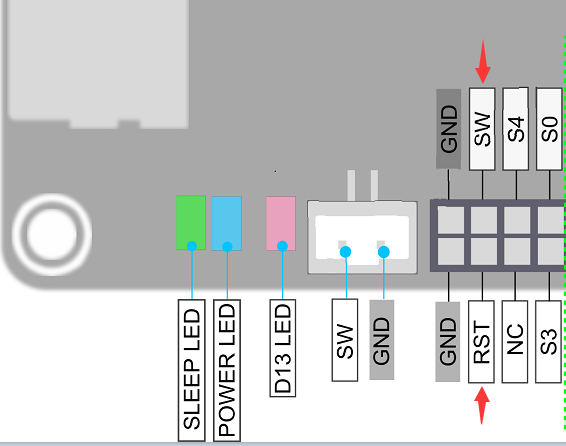 GND
SW
S4
S0
SLEEP LED
POWER LED
D13 LED
SW
GND
GND
RST
NC
S3